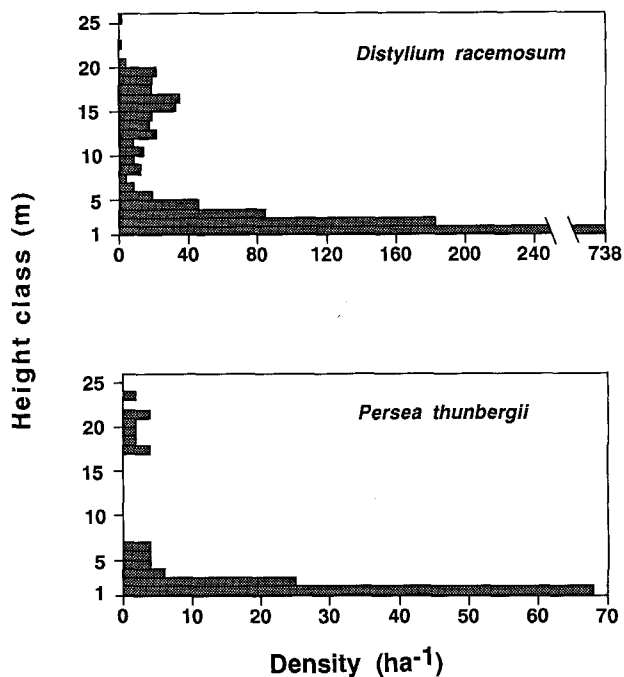 Height class (m)
25
20
15
10
5
1
Distylium racemosum
0 40 80 120 160 200 240 738
25
20
15
10
5
1
Persea thunbergii
0 10 20 30 40 50 60 70
Density (ha-1)